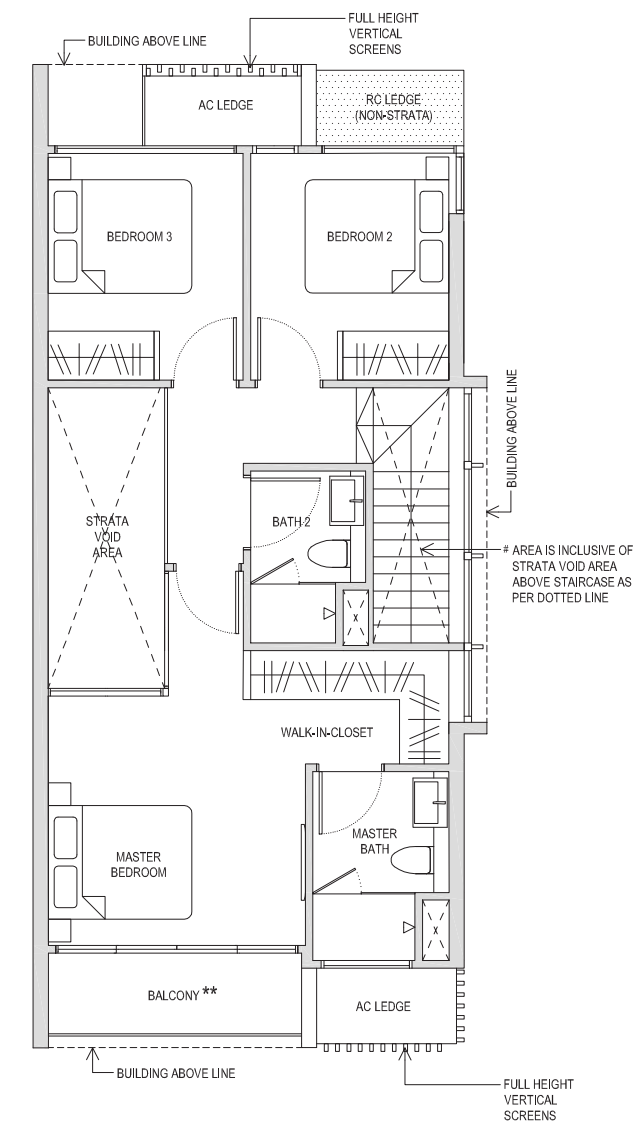 FULL HEIGHT
VERTICAL
SCREENS
BUILDING ABOVE LINE
AC LEDGE
RC LEDGE
(NON-STRATA)
BEDROOM 3
BEDROOM 2
BUILDING ABOVE LINE
STRATA
VOID
AREA
BATH 2
# AREA IS INCLUSIVE OF
STRATA VOID AREA
ABOVE STAIRCASE AS
PER DOTTED LINE
WALK-IN-CLOSET
MASTER
BATH
MASTER
BEDROOM
BALCONY **
AC LEDGE
BUILDING ABOVE LINE
FULL HEIGHT
VERTICAL
SCREENS